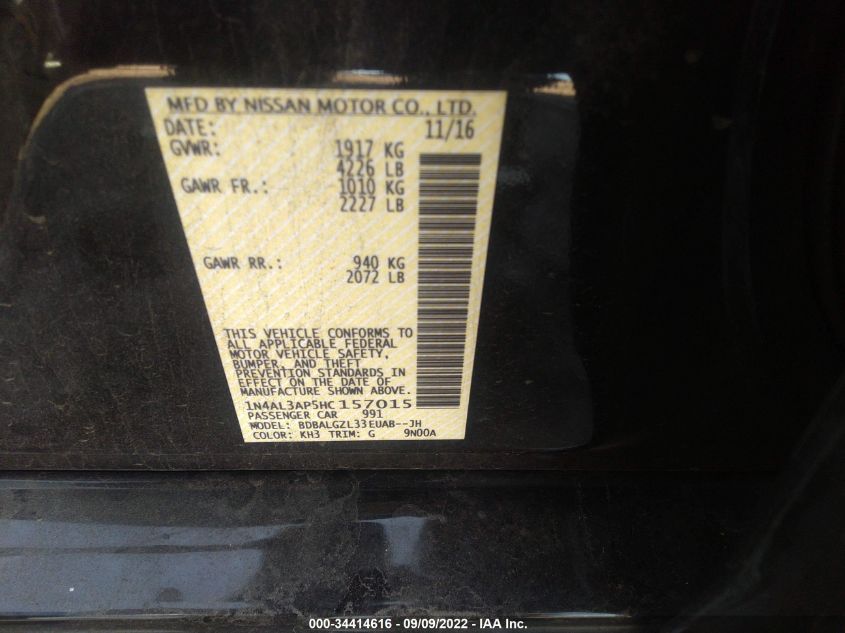 MFD BY NISSAN MOTOR CO., LTD.
DATE: 11/16
GVWR: 1917 KG
4226 LB
GAWR FR.: 1010 KG
2227 LB
GAWR RR.: 940 KG
2072 LB
THIS VEHICLE CONFORMS TO
ALL APPLICABLE FEDERAL
MOTOR VEHICLE SAFETY,
BUMPER, AND THEFT
PREVENTION STANDARDS IN
EFFECT ON THE DATE OF
MANUFACTURE SHOWN ABOVE.
1N4AL3AP5HC157015
PASSENGER CAR 991
MODEL: BDBALGZL33EUAB--JH
COLOR: KH3 TRIM: G 9N00A
000-34414616 - 09/09/2022 - IAA Inc.